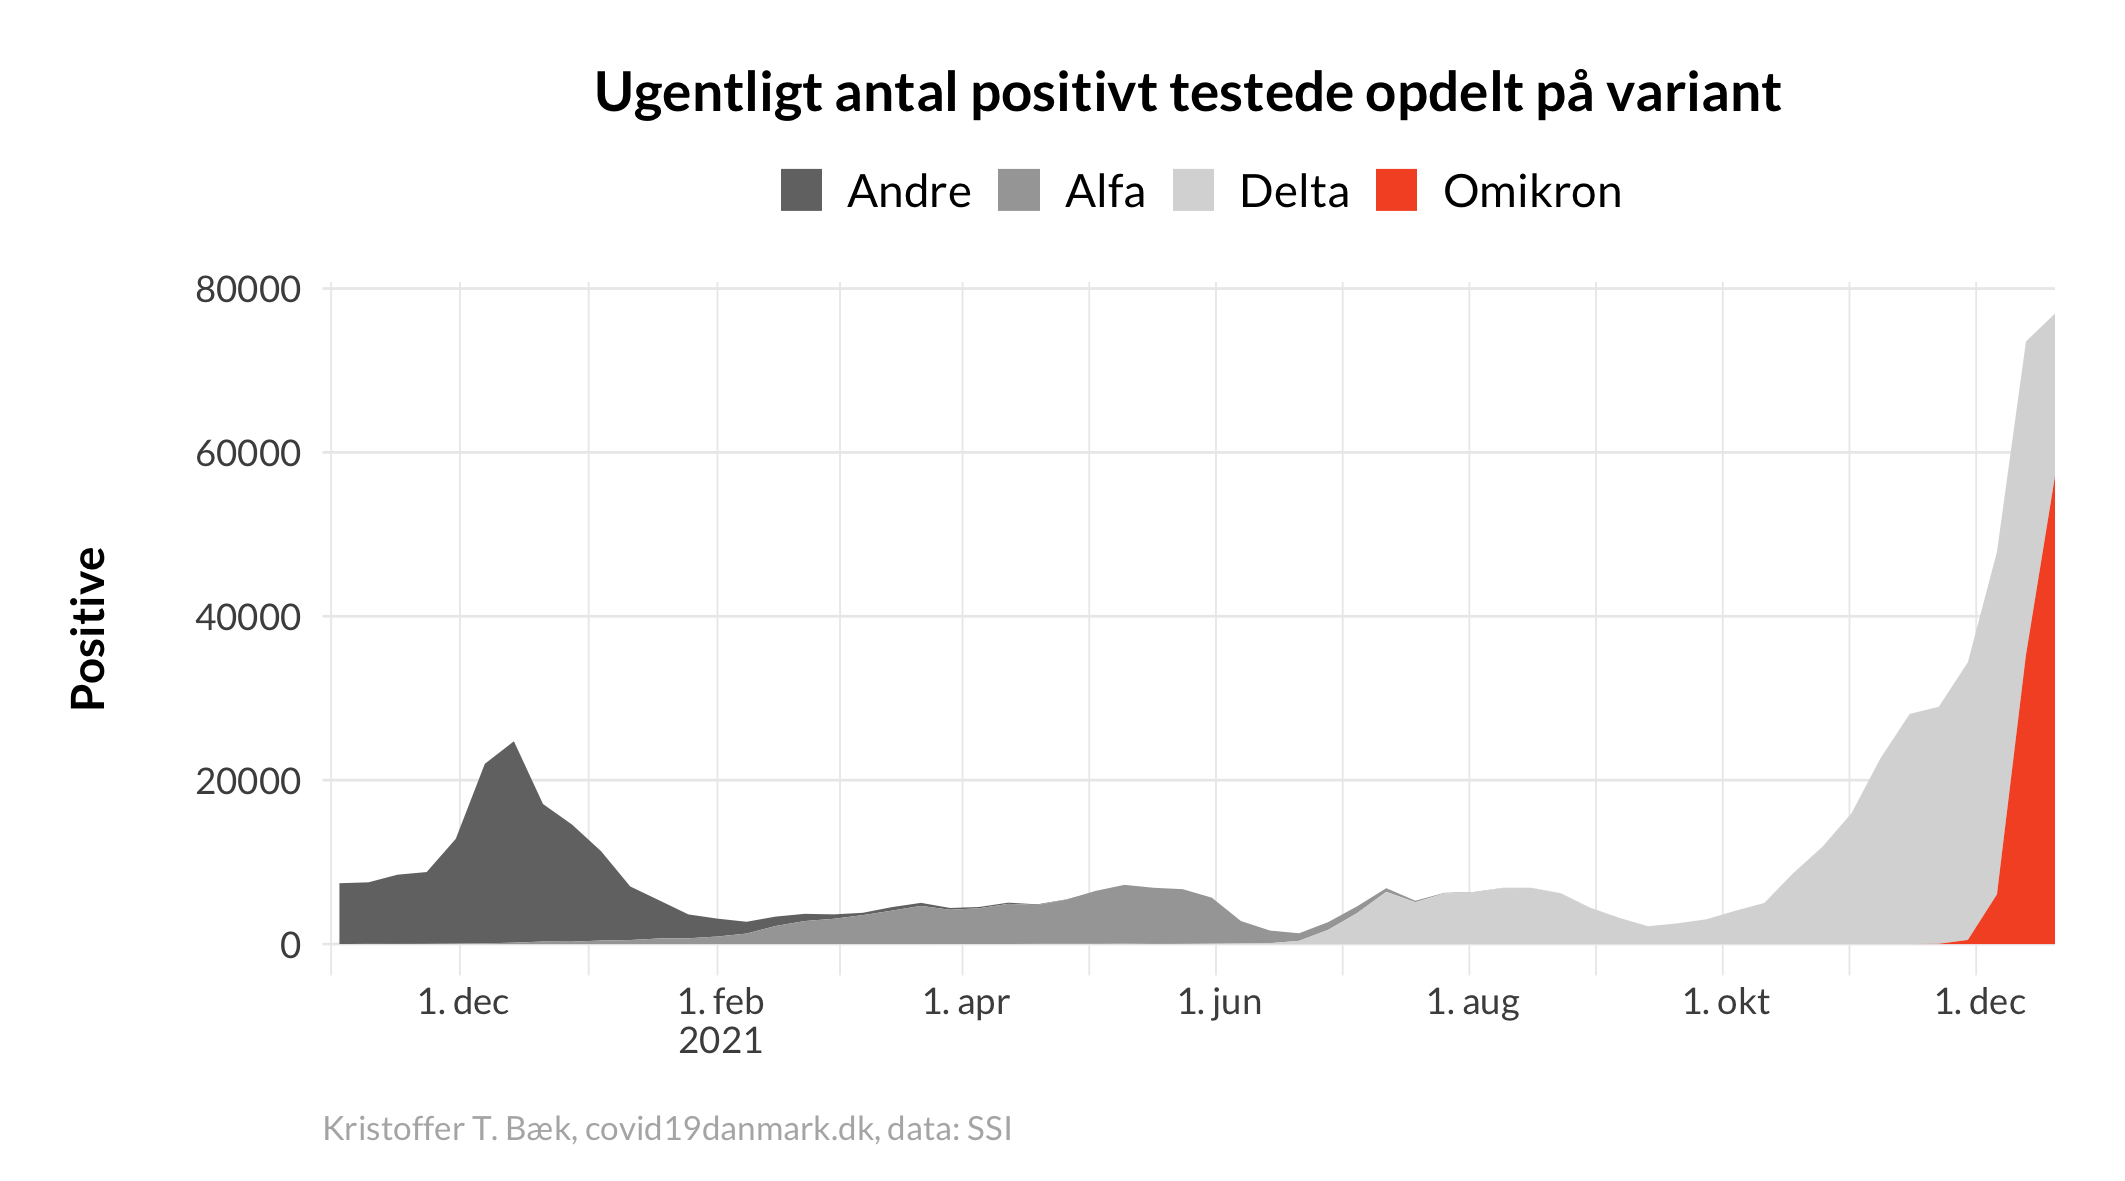 Ugentligt antal positivt testede opdelt på variant
Andre Alfa Delta Omikron
80000
60000
40000
20000
0
Positive
1. dec 1. feb 1. apr 1. jun 1. aug 1. okt 1. dec
2021
Kristoffer T. Bæk, covid19danmark.dk, data: SSI